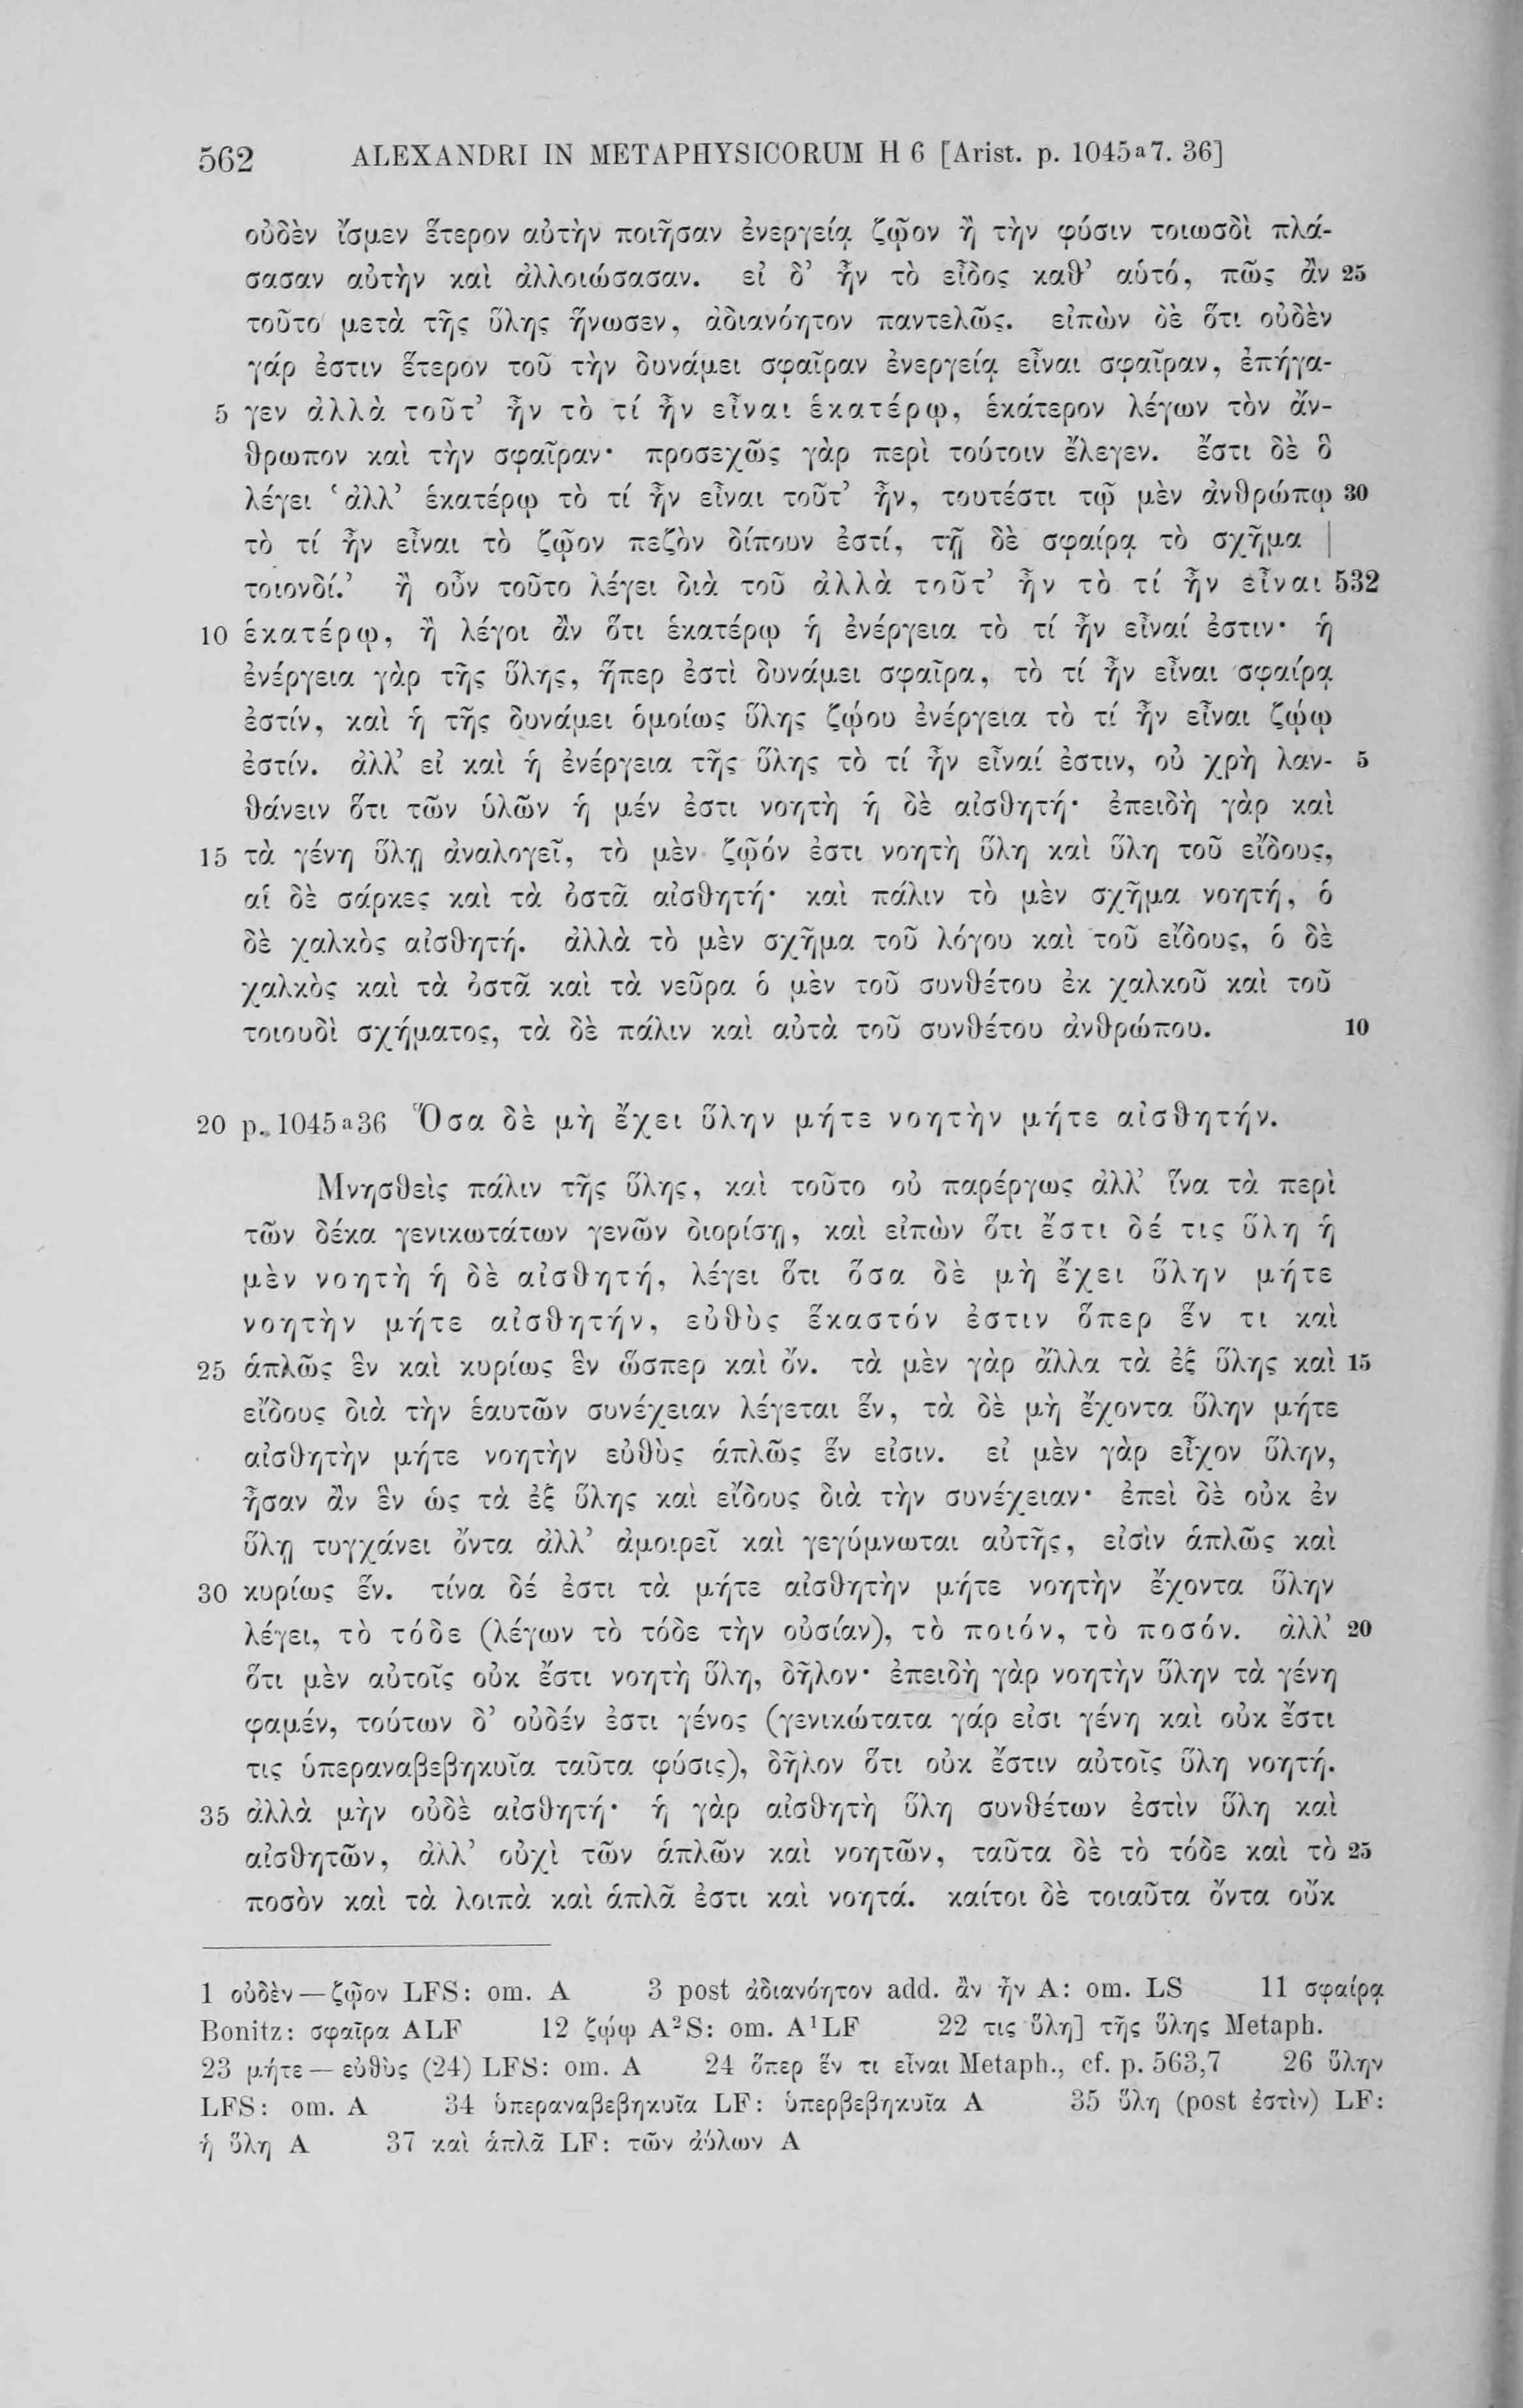 562 ALEXANDRI IN METAPHYSICORUM H 6 [Arist. p. 1045a7. 36]
οὐδὲν ἴσμεν ἕτερον αὐτὴν ποιῆσαν ἐνεργείᾳ ζῷον ἢ τὴν φύσιν τοιωσδὶ πλά-
σασαν αὐτὴν καὶ ἀλλοιώσασαν. εἰ δ’ ἦν τὸ εἶδος καθ’ αὑτό, πῶς ἂν 25
τοῦτο μετὰ τῆς ὕλης ἥνωσεν, ἀδιανόητον παντελῶς. εἰπὼν δὲ ὅτι οὐδὲν
γάρ ἐστιν ἕτερον τοῦ τὴν δυνάμει σφαῖραν ἐνεργείᾳ εἶναι σφαῖραν, ἐπήγα-
5 γεν ἀλλὰ τοῦτ’ ἦν τὸ τί ἦν εἶναι ἑκατέρῳ, ἑκάτερον λέγων τὸν ἄν-
θρωπον καὶ τὴν σφαῖραν· προσεχῶς γὰρ περὶ τούτοιν ἔλεγεν. ἔστι δὲ ὃ
λέγει ‘ἀλλ’ ἑκατέρῳ τὸ τί ἦν εἶναι τοῦτ’ ἦν, τουτέστι τῷ μὲν ἀνθρώπῳ 30
τὸ τί ἦν εἶναι τὸ ζῷον πεζὸν δίπουν ἐστί, τῇ δὲ σφαίρᾳ τὸ σχῆμα |
τοιονδί.’ ἢ οὖν τοῦτο λέγει διὰ τοῦ ἀλλὰ τοῦτ’ ἦν τὸ τί ἦν εἶναι 532
10 ἑκατέρῳ, ἢ λέγοι ἂν ὅτι ἑκατέρῳ ἡ ἐνέργεια τὸ τί ἦν εἶναί ἐστιν· ἡ
ἐνέργεια γὰρ τῆς ὕλης, ἥπερ ἐστὶ δυνάμει σφαῖρα, τὸ τί ἦν εἶναι σφαίρᾳ
ἐστίν, καὶ ἡ τῆς δυνάμει ὁμοίως ὕλης ζῴου ἐνέργεια τὸ τί ἦν εἶναι ζῴῳ
ἐστίν. ἀλλ’ εἰ καὶ ἡ ἐνέργεια τῆς ὕλης τὸ τί ἦν εἶναί ἐστιν, οὐ χρὴ λαν- 5
θάνειν ὅτι τῶν ὑλῶν ἡ μέν ἐστι νοητὴ ἡ δὲ αἰσθητή· ἐπειδὴ γὰρ καὶ
15 τὰ γένη ὕλῃ ἀναλογεῖ, τὸ μὲν ζῷόν ἐστι νοητὴ ὕλη καὶ ὕλη τοῦ εἴδους,
αἱ δὲ σάρκες καὶ τὰ ὀστᾶ αἰσθητή· καὶ πάλιν τὸ μὲν σχῆμα νοητή, ὁ
δὲ χαλκὸς αἰσθητή. ἀλλὰ τὸ μὲν σχῆμα τοῦ λόγου καὶ τοῦ εἴδους, ὁ δὲ
χαλκὸς καὶ τὰ ὀστᾶ καὶ τὰ νεῦρα ὁ μὲν τοῦ συνθέτου ἐκ χαλκοῦ καὶ τοῦ
τοιουδὶ σχήματος, τὰ δὲ πάλιν καὶ αὐτὰ τοῦ συνθέτου ἀνθρώπου. 10
20 p. 1045a36 Ὅσα δὲ μὴ ἔχει ὕλην μήτε νοητὴν μήτε αἰσθητήν.
Μνησθεὶς πάλιν τῆς ὕλης, καὶ τοῦτο οὐ παρέργως ἀλλ’ ἵνα τὰ περὶ
τῶν δέκα γενικωτάτων γενῶν διορίσῃ, καὶ εἰπὼν ὅτι ἔστι δέ τις ὕλη ἡ
μὲν νοητὴ ἡ δὲ αἰσθητή, λέγει ὅτι ὅσα δὲ μὴ ἔχει ὕλην μήτε
νοητὴν μήτε αἰσθητήν, εὐθὺς ἕκαστόν ἐστιν ὅπερ ἕν τι καὶ
25 ἁπλῶς ἓν καὶ κυρίως ἓν ὥσπερ καὶ ὄν. τὰ μὲν γὰρ ἄλλα τὰ ἐξ ὕλης καὶ 15
εἴδους διὰ τὴν ἑαυτῶν συνέχειαν λέγεται ἕν, τὰ δὲ μὴ ἔχοντα ὕλην μήτε
αἰσθητὴν μήτε νοητὴν εὐθὺς ἁπλῶς ἕν εἰσιν. εἰ μὲν γὰρ εἶχον ὕλην,
ἦσαν ἂν ἓν ὡς τὰ ἐξ ὕλης καὶ εἴδους διὰ τὴν συνέχειαν· ἐπεὶ δὲ οὐκ ἐν
ὕλῃ τυγχάνει ὄντα ἀλλ’ ἀμοιρεῖ καὶ γεγύμνωται αὐτῆς, εἰσὶν ἁπλῶς καὶ
30 κυρίως ἕν. τίνα δέ ἐστι τὰ μήτε αἰσθητὴν μήτε νοητὴν ἔχοντα ὕλην
λέγει, τὸ τόδε (λέγων τὸ τόδε τὴν οὐσίαν), τὸ ποιόν, τὸ ποσόν. ἀλλ’ 20
ὅτι μὲν αὐτοῖς οὐκ ἔστι νοητὴ ὕλη, δῆλον· ἐπειδὴ γὰρ νοητὴν ὕλην τὰ γένη
φαμέν, τούτων δ’ οὐδέν ἐστι γένος (γενικώτατα γάρ εἰσι γένη καὶ οὐκ ἔστι
τις ὑπεραναβεβηκυῖα ταῦτα φύσις), δῆλον ὅτι οὐκ ἔστιν αὐτοῖς ὕλη νοητή.
35 ἀλλὰ μὴν οὐδὲ αἰσθητή· ἡ γὰρ αἰσθητὴ ὕλη συνθέτων ἐστὶν ὕλη καὶ
αἰσθητῶν, ἀλλ’ οὐχὶ τῶν ἁπλῶν καὶ νοητῶν, ταῦτα δὲ τὸ τόδε καὶ τὸ 25
ποσὸν καὶ τὰ λοιπὰ καὶ ἁπλᾶ ἐστι καὶ νοητά. καίτοι δὲ τοιαῦτα ὄντα οὔκ
1 οὐδὲν — ζῷον LFS: om. A 3 post ἀδιανόητον add. ἂν ἦν A: om. LS 11 σφαίρᾳ
Bonitz: σφαῖρα ALF 12 ζῴῳ A²S: om. A¹LF 22 τις ὕλη] τῆς ὕλης Metaph.
23 μήτε — εὐθὺς (24) LFS: om. A 24 ὅπερ ἕν τι εἶναι Metaph., cf. p. 563,7 26 ὕλην
LFS: om. A 34 ὑπεραναβεβηκυῖα LF: ὑπερβεβηκυῖα A 35 ὕλη (post ἐστὶν) LF:
ἡ ὕλη A 37 καὶ ἁπλᾶ LF: τῶν ἀύλων A